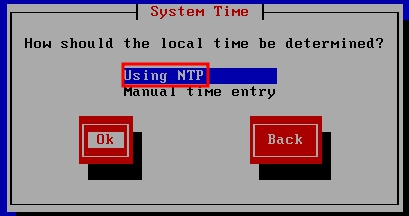 System Time
How should the local time be determined?
Using NTP
Manual time entry
Ok
Back